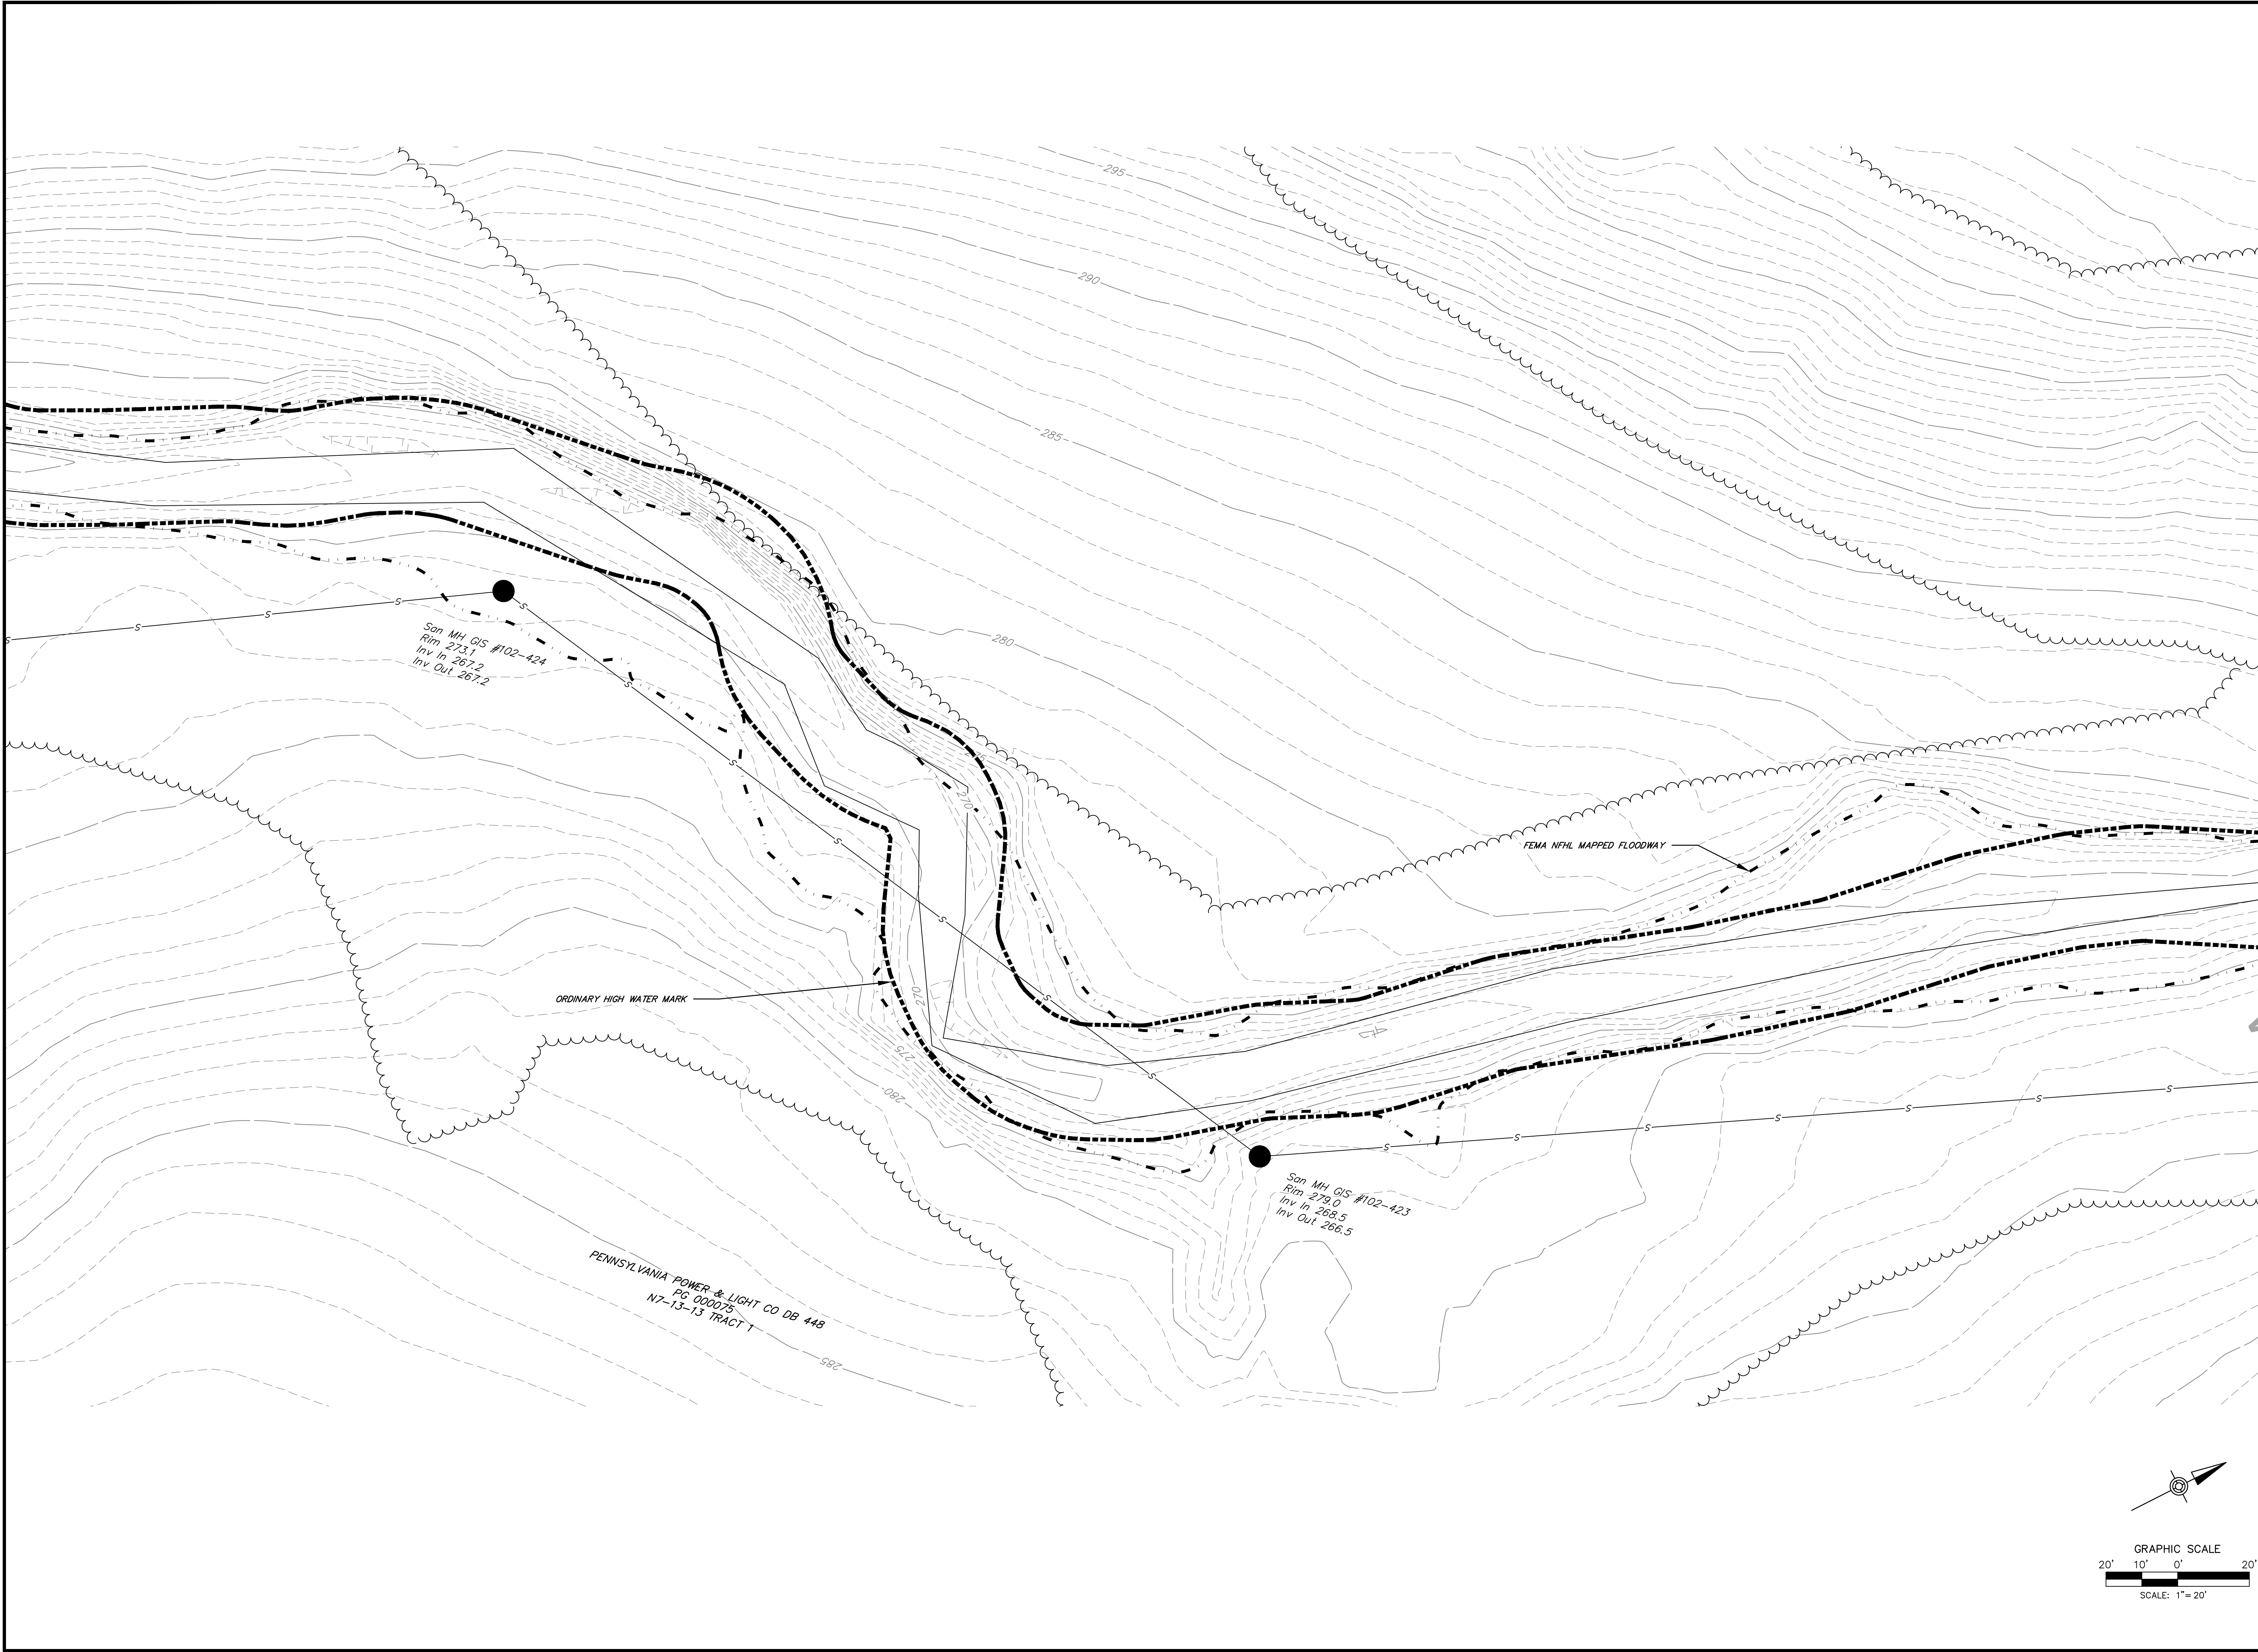 295
290
285
280
San MH GIS #102-424
Rim 273.1
Inv In 267.2
Inv Out 267.2
270
FEMA NFHL MAPPED FLOODWAY
ORDINARY HIGH WATER MARK
270
275
280
San MH GIS #102-423
Rim 279.0
Inv In 268.5
Inv Out 266.5
PENNSYLVANIA POWER & LIGHT CO DB 448
PG 000075
N7-13-13 TRACT 1
285
S S S S
S S S S S S
S S S S S S S
GRAPHIC SCALE
20' 10' 0' 20'
SCALE: 1"=20'